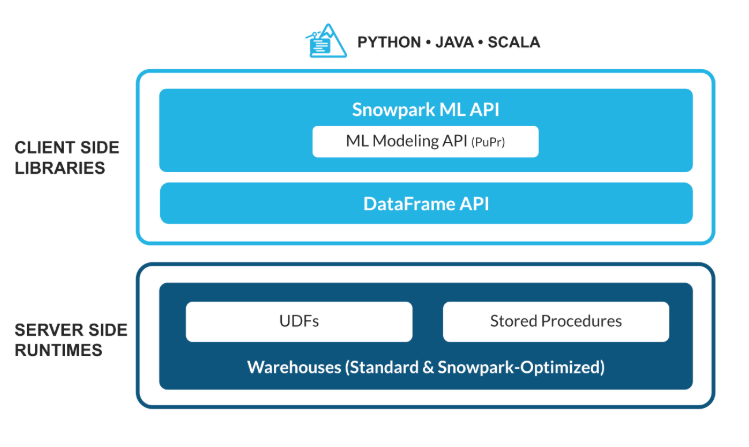 PYTHON • JAVA • SCALA
CLIENT SIDE
LIBRARIES
Snowpark ML API
ML Modeling API (PuPr)
DataFrame API
SERVER SIDE
RUNTIMES
UDFs
Stored Procedures
Warehouses (Standard & Snowpark-Optimized)